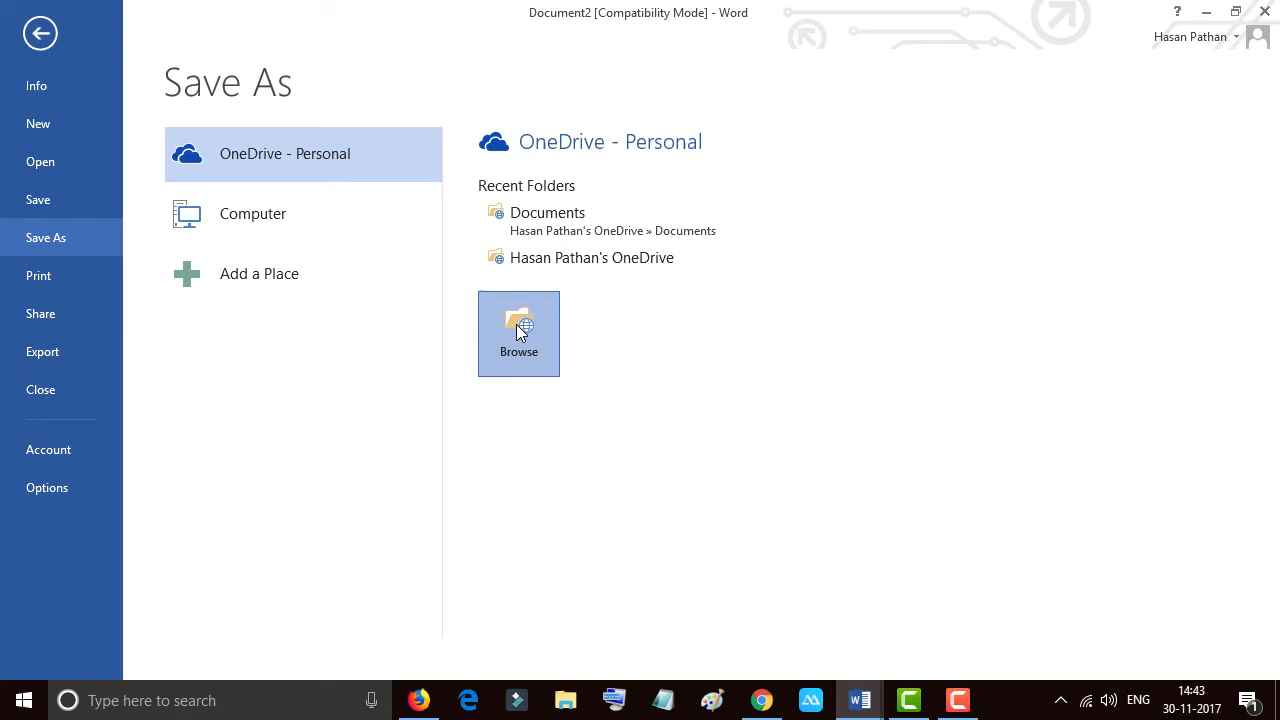 Document2 [Compatibility Mode] - Word
?
Hasan Pathan
Info
New
Open
Save
Save As
Print
Share
Export
Close
Account
Options
Save As
OneDrive - Personal
Computer
Add a Place
OneDrive - Personal
Recent Folders
Documents
Hasan Pathan's OneDrive » Documents
Hasan Pathan's OneDrive
Browse
Type here to search
ENG
14:43
30-11-2017
1